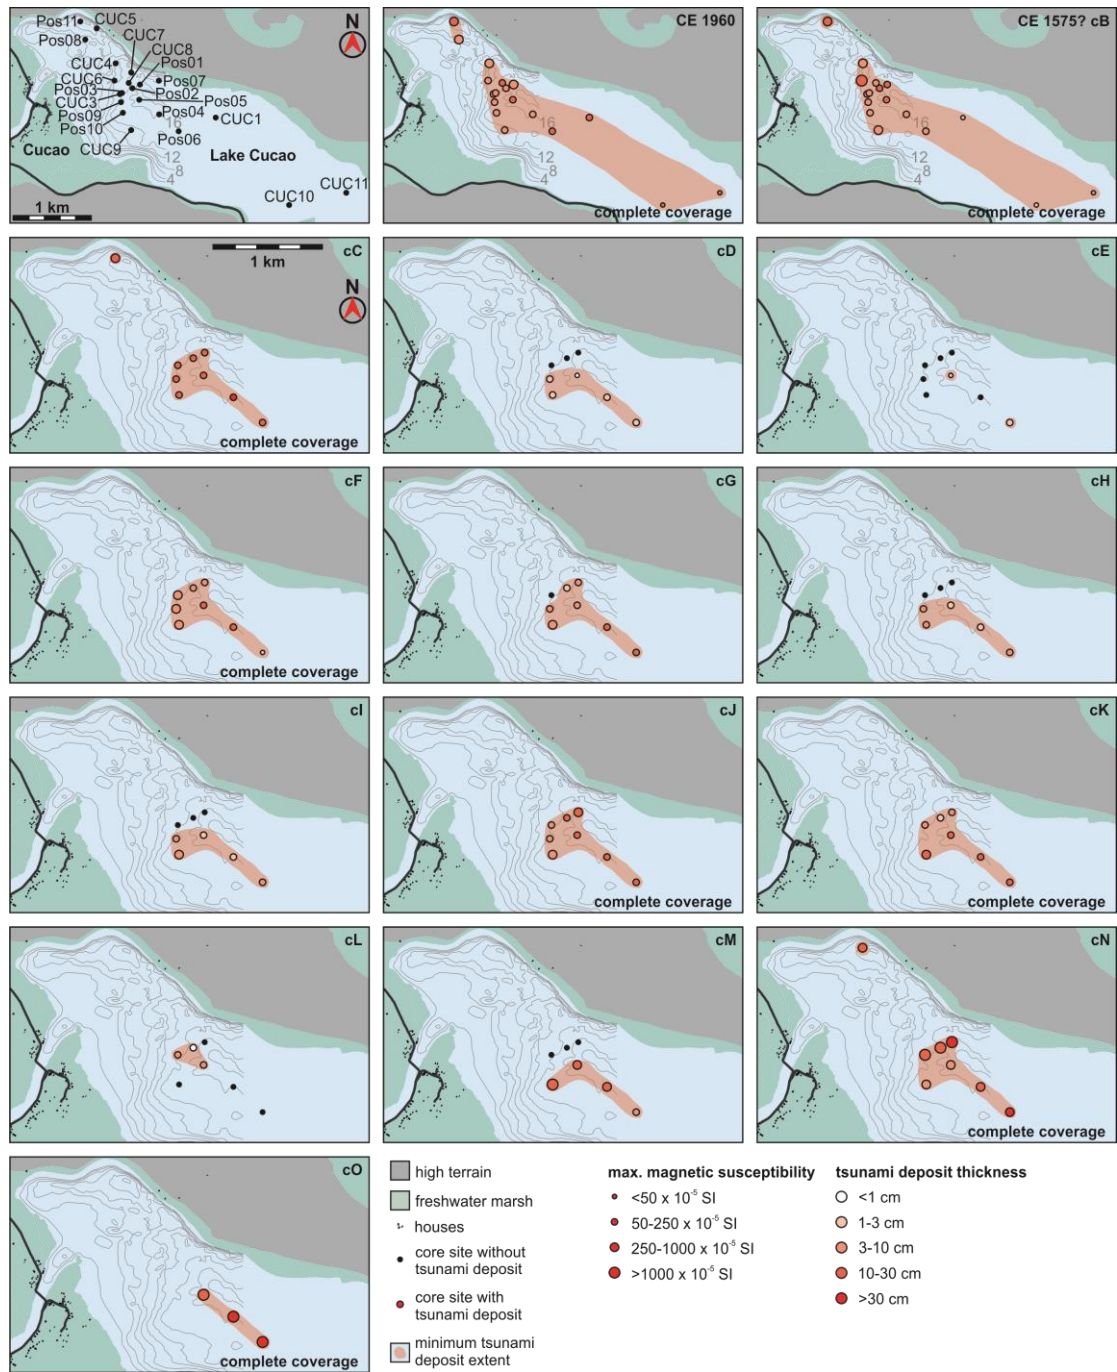 Pos11
CUC5
N
Pos08
CUC7
CUC8
CUC4
Pos01
CUC6
Pos07
Pos03
Pos02
CUC3
Pos05
Pos09
Pos04
CUC1
Pos10
16
Pos06
Cucao
CUC9
Lake Cucao
12
8
4
CUC11
CUC10
1 km
CE 1960
complete coverage
CE 1575? cB
16
12
8
4
complete coverage
cC
1 km
N
complete coverage
cD
cE
cF
complete coverage
cG
cH
cI
cJ
complete coverage
cK
complete coverage
cL
cM
cN
complete coverage
cO
complete coverage
high terrain
freshwater marsh
houses
core site without
tsunami deposit
core site with
tsunami deposit
minimum tsunami
deposit extent
max. magnetic susceptibility
<50 x 10⁻⁵ SI
50-250 x 10⁻⁵ SI
250-1000 x 10⁻⁵ SI
>1000 x 10⁻⁵ SI
tsunami deposit thickness
<1 cm
1-3 cm
3-10 cm
10-30 cm
>30 cm